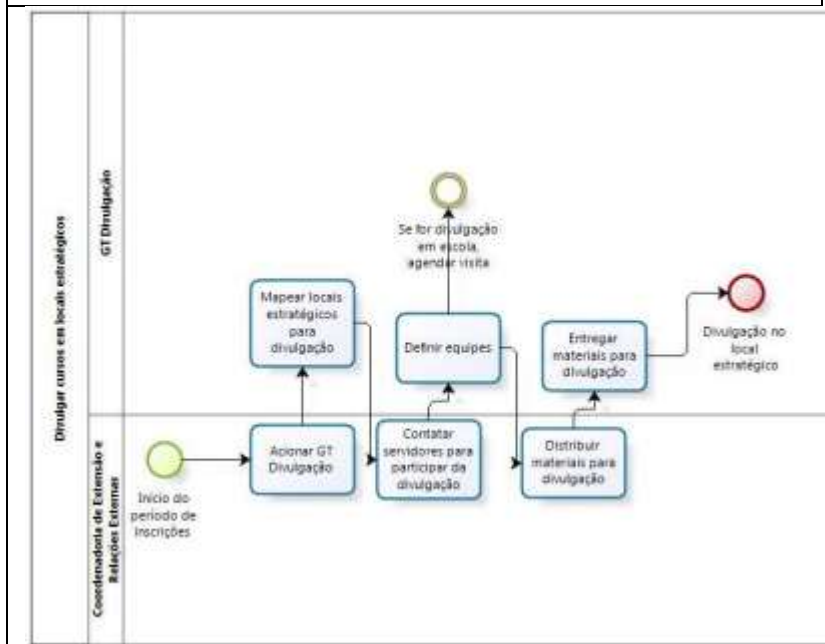 Divulgar cursos em locais estratégicos
GT Divulgação
Se for divulgação
em escola,
agendar visita
Mapear locais
estratégicos
para
divulgação
Definir equipes
Entregar
materiais para
divulgação
Divulgação no
local
estratégico
Coordenadoria de Extensão e
Relações Externas
Início do
período de
inscrições
Acionar GT
Divulgação
Contatar
servidores para
participar da
divulgação
Distribuir
materiais para
divulgação